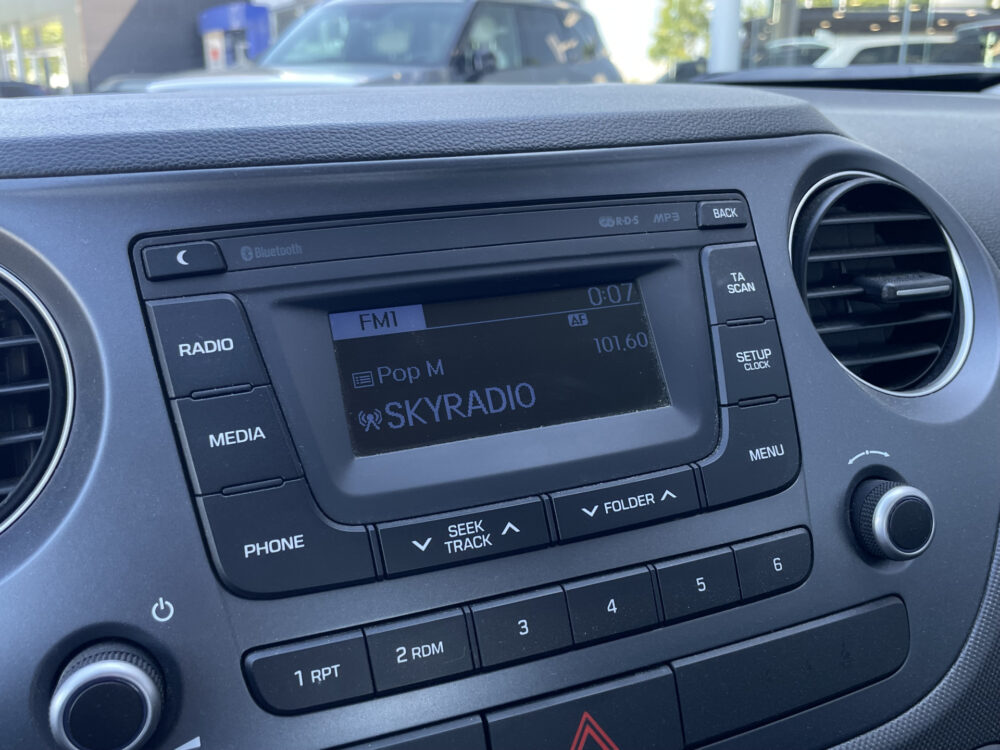 Bluetooth
R·D·S MP3
BACK
RADIO
MEDIA
PHONE
FM1
0:07
AF
101.60
Pop M
SKYRADIO
TA
SCAN
SETUP
CLOCK
MENU
SEEK
TRACK
FOLDER
1 RPT
2 RDM
3
4
5
6